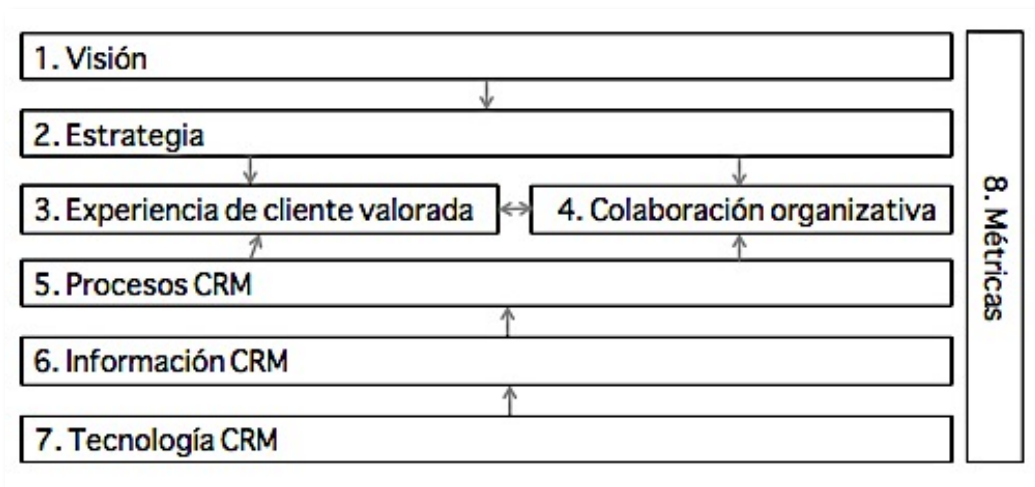 1. Visión
2. Estrategia
3. Experiencia de cliente valorada
4. Colaboración organizativa
5. Procesos CRM
6. Información CRM
7. Tecnología CRM
8. Métricas